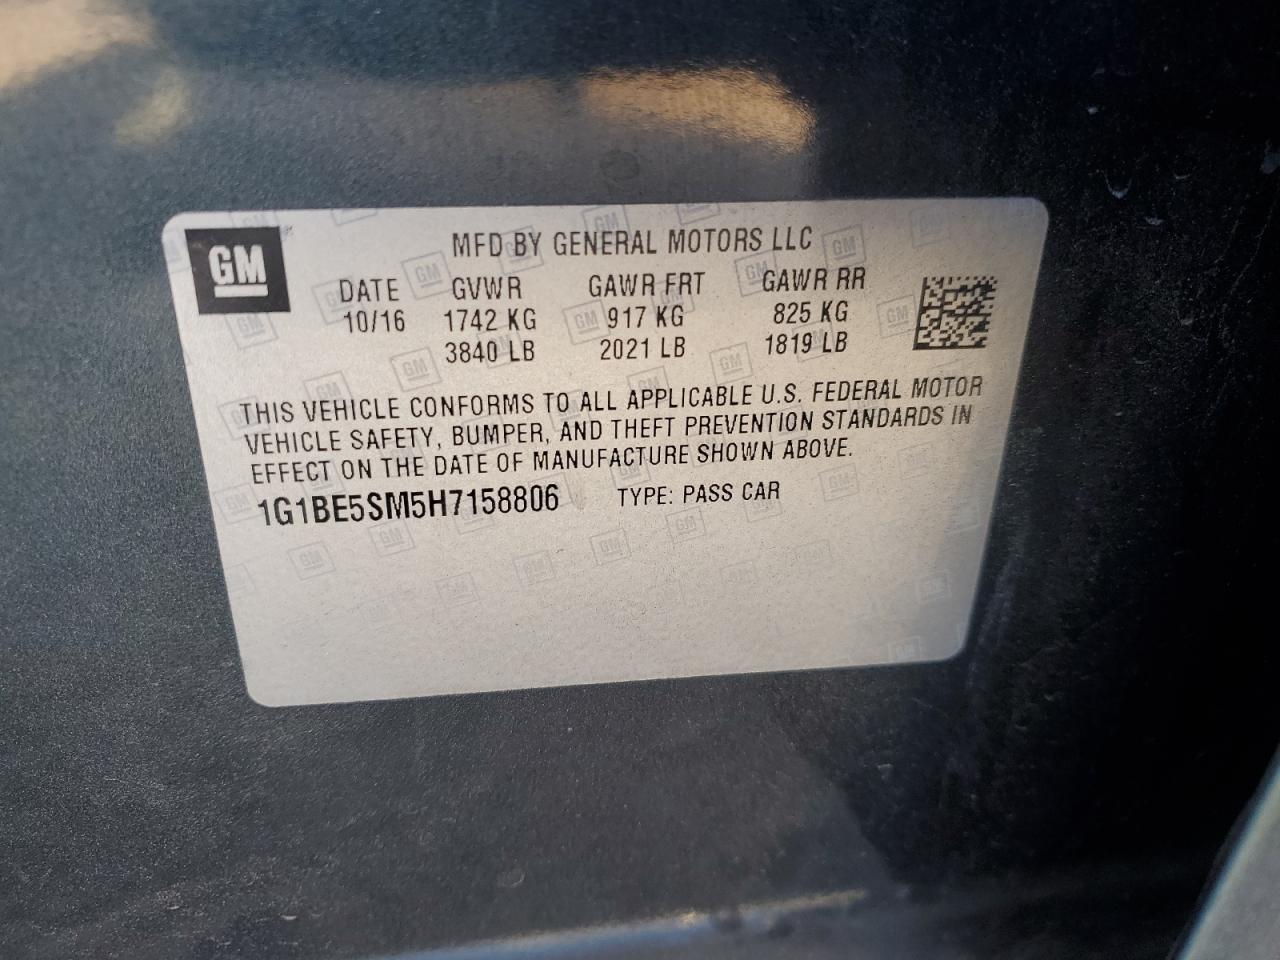 GM
MFD BY GENERAL MOTORS LLC
DATE GVWR GAWR FRT GAWR RR
10/16 1742 KG 917 KG 825 KG
3840 LB 2021 LB 1819 LB
THIS VEHICLE CONFORMS TO ALL APPLICABLE U.S. FEDERAL MOTOR
VEHICLE SAFETY, BUMPER, AND THEFT PREVENTION STANDARDS IN
EFFECT ON THE DATE OF MANUFACTURE SHOWN ABOVE.
1G1BE5SM5H7158806 TYPE: PASS CAR